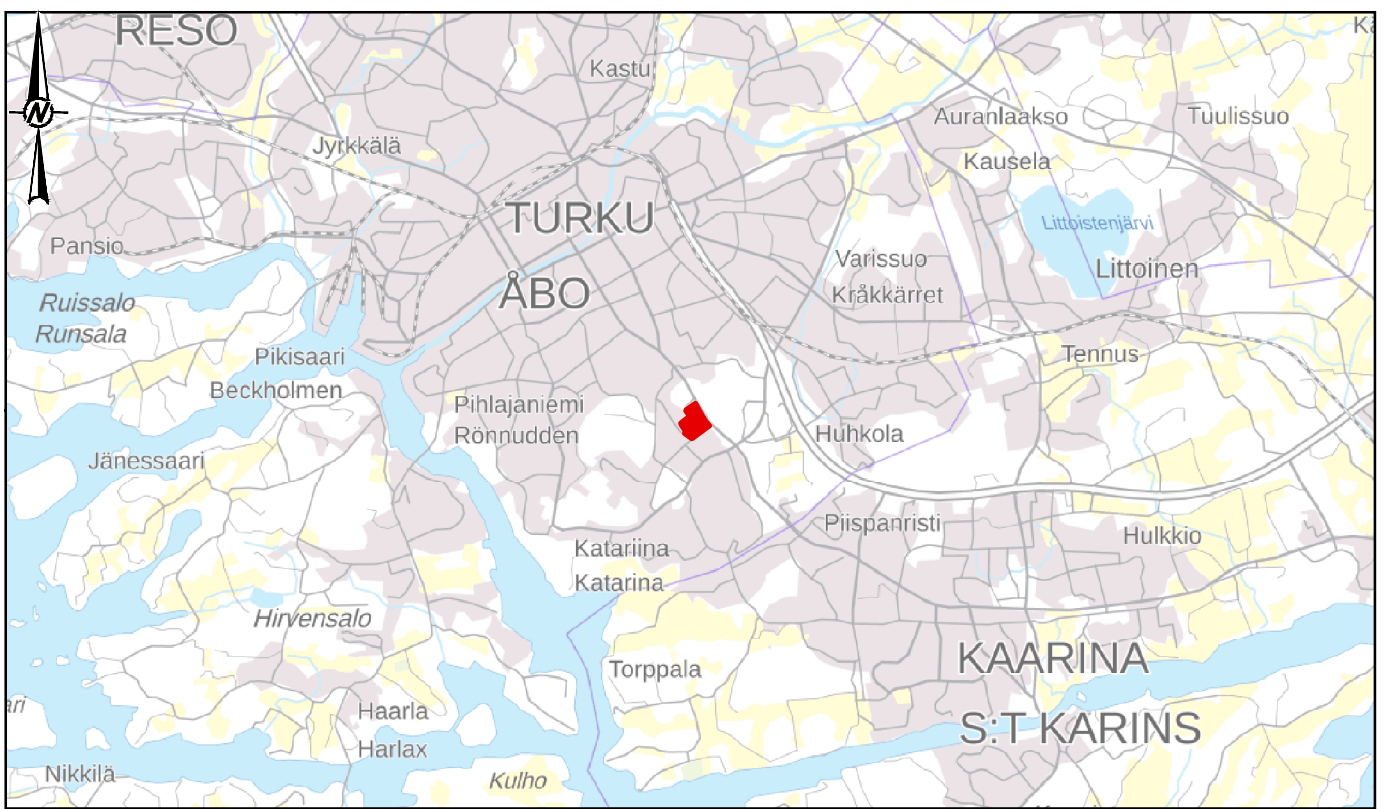 RESO
N
Kastu
Jyrkkälä
Auranlaakso
Tuulissuo
Kausela
TURKU
ÅBO
Littoistenjärvi
Pansio
Varissuo
Kråkkärret
Littoinen
Ruissalo
Runsala
Pikisaari
Beckholmen
Tennus
Pihlajaniemi
Rönnudden
Huhkola
Jänessaari
Piispanristi
Hulkkio
Katariina
Katarina
Hirvensalo
KAARINA
S:T KARINS
Torppala
Haarla
Harlax
Nikkilä
Kulho